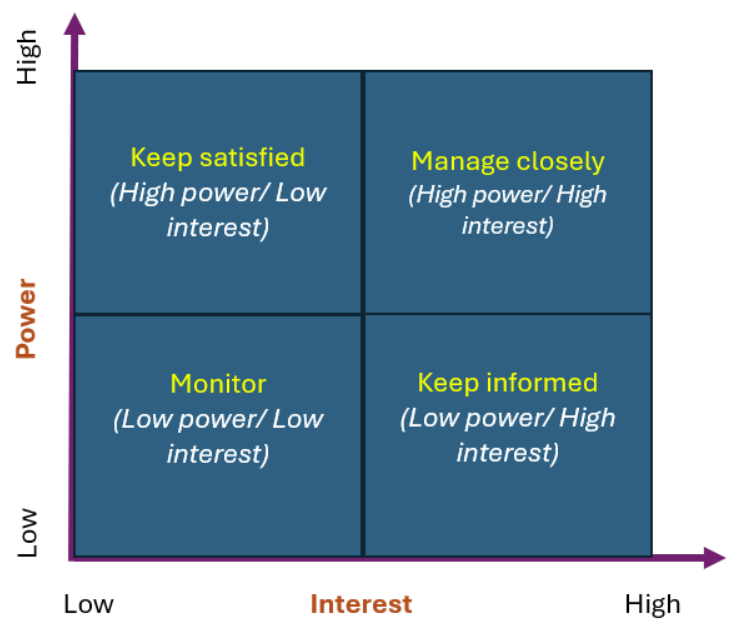 High
Keep satisfied
(High power/ Low
interest)
Manage closely
(High power/ High
interest)
Power
Monitor
(Low power/ Low
interest)
Keep informed
(Low power/ High
interest)
Low
Low
Interest
High